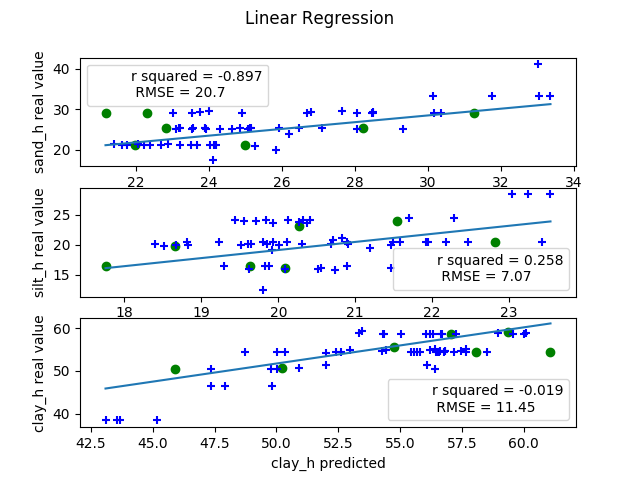 Linear Regression
sand_h real value
40
30
20
r squared = -0.897
RMSE = 20.7
22 24 26 28 30 32 34
silt_h real value
25
20
15
r squared = 0.258
RMSE = 7.07
18 19 20 21 22 23
clay_h real value
60
50
40
r squared = -0.019
RMSE = 11.45
42.5 45.0 47.5 50.0 52.5 55.0 57.5 60.0
clay_h predicted